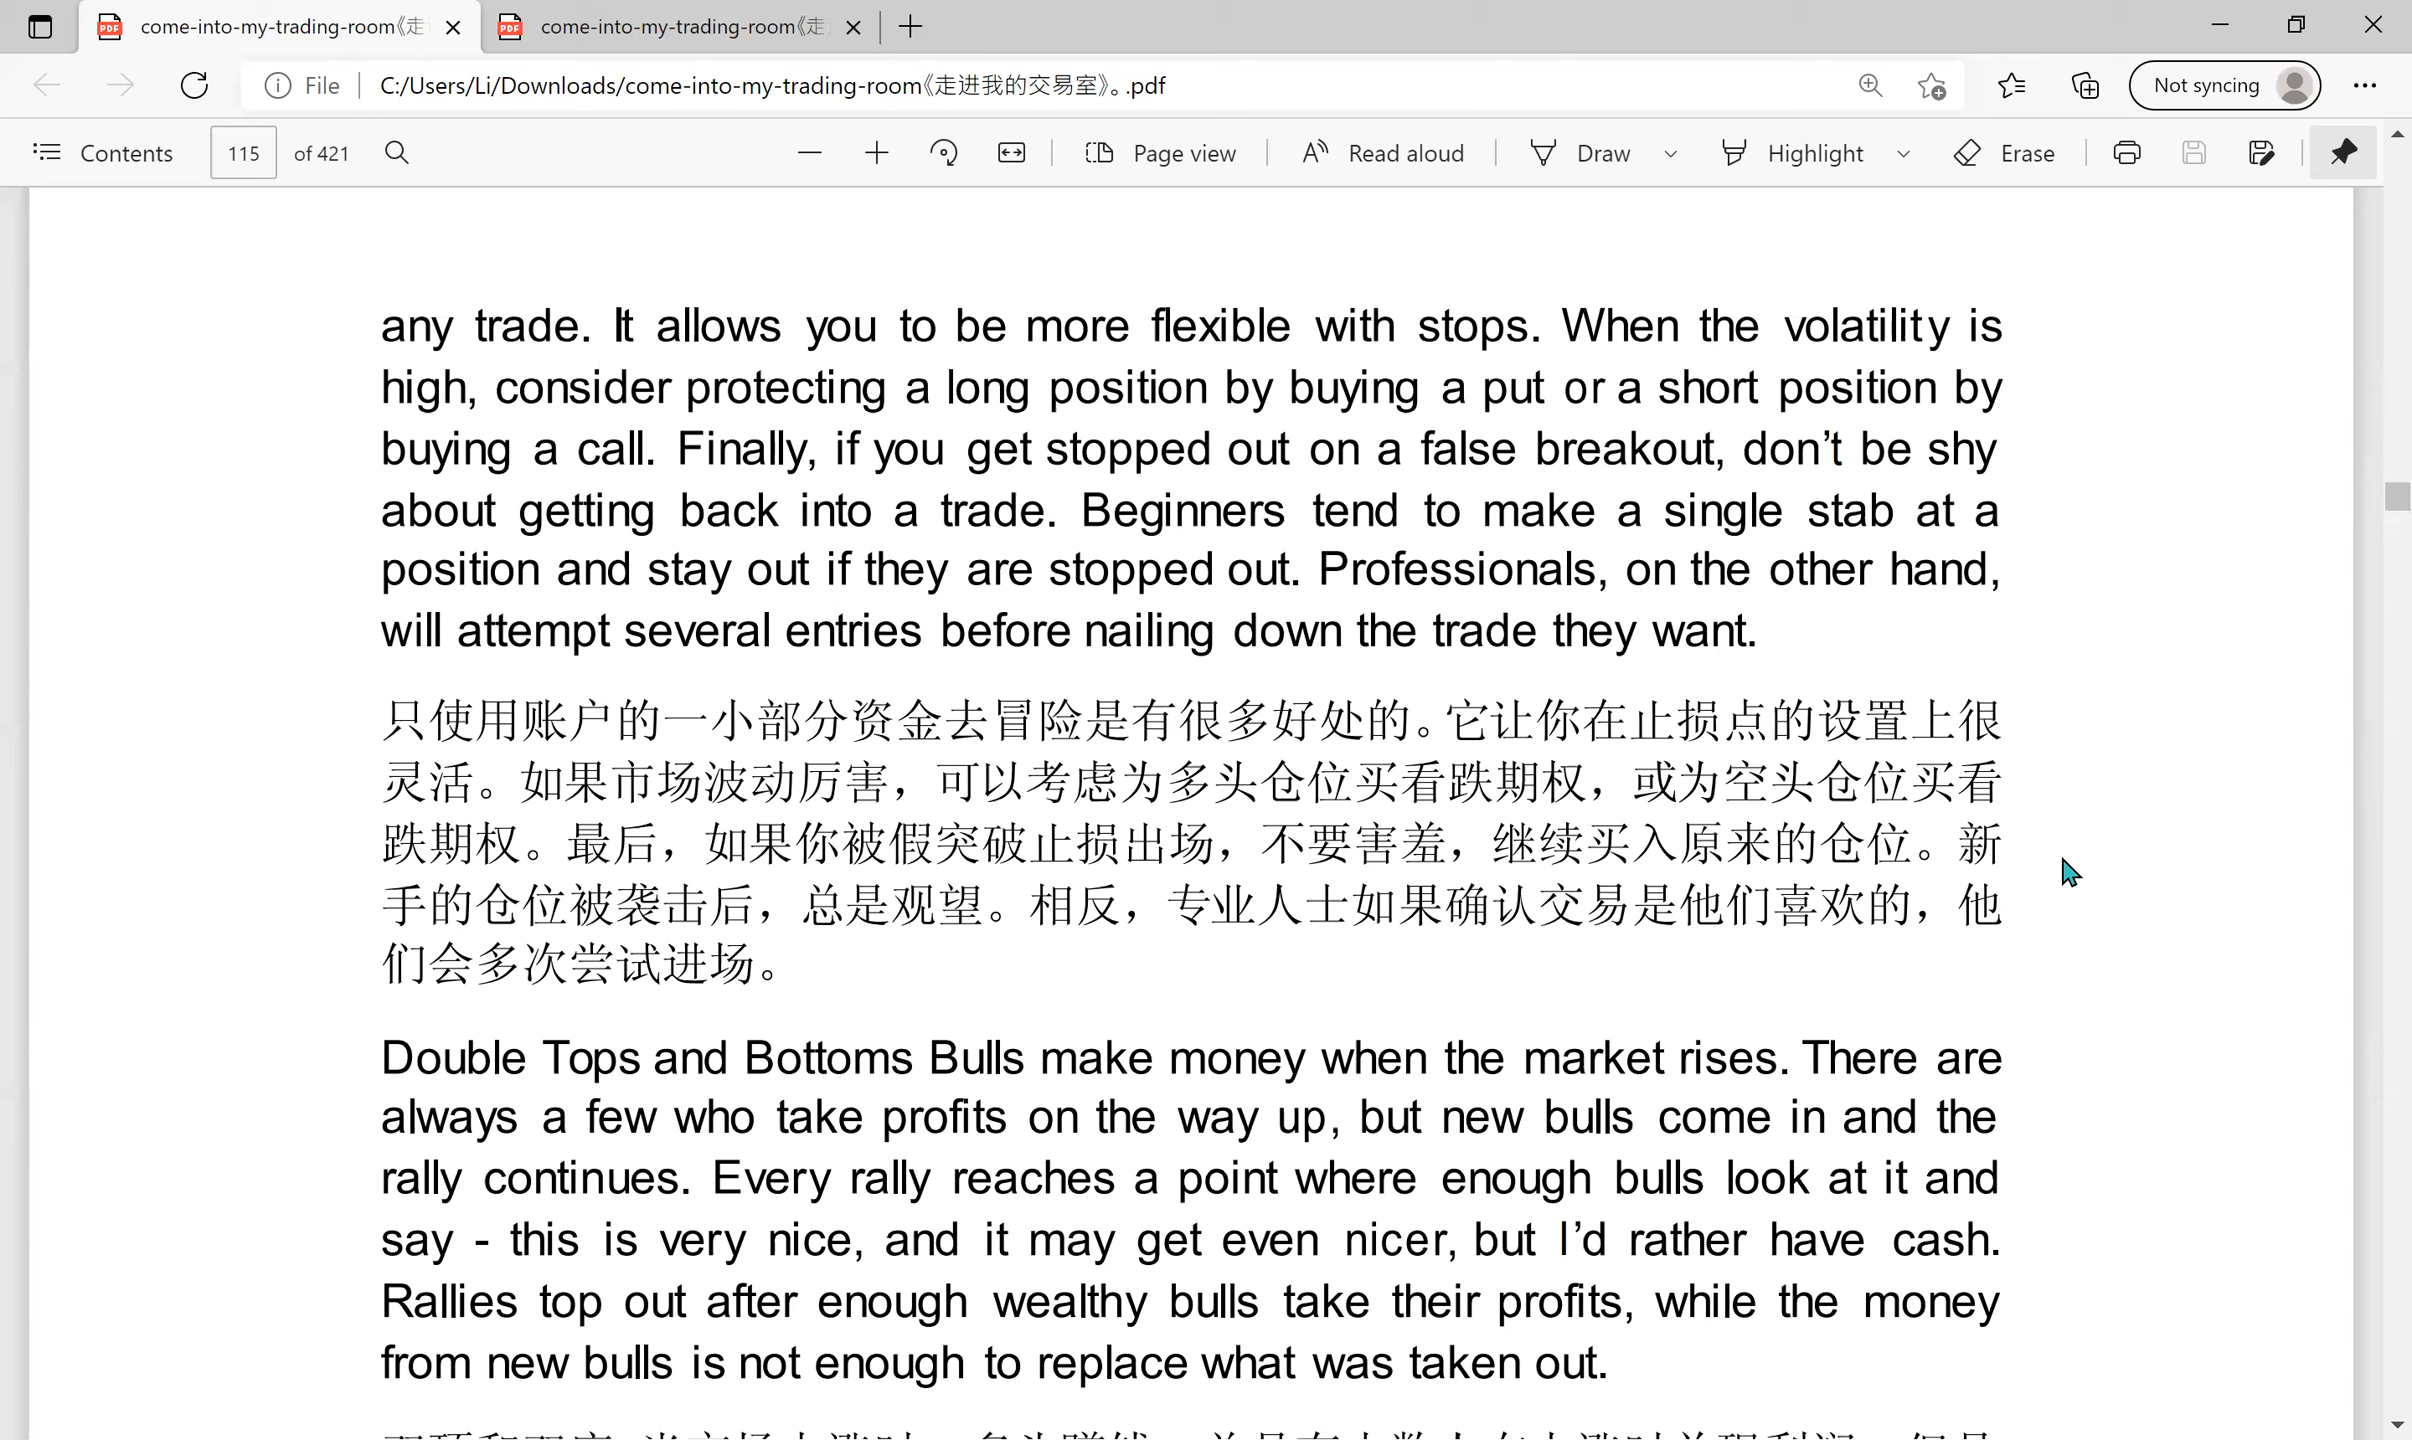 come-into-my-trading-room《走
come-into-my-trading-room《走
File
C:/Users/Li/Downloads/come-into-my-trading-room《走进我的交易室》。.pdf
Not syncing
Contents
115
of 421
Page view
Read aloud
Draw
Highlight
Erase
any trade. It allows you to be more flexible with stops. When the volatility is
high, consider protecting a long position by buying a put or a short position by
buying a call. Finally, if you get stopped out on a false breakout, don’t be shy
about getting back into a trade. Beginners tend to make a single stab at a
position and stay out if they are stopped out. Professionals, on the other hand,
will attempt several entries before nailing down the trade they want.
只使用账户的一小部分资金去冒险是有很多好处的。它让你在止损点的设置上很
灵活。如果市场波动厉害，可以考虑为多头仓位买看跌期权，或为空头仓位买看
跌期权。最后，如果你被假突破止损出场，不要害羞，继续买入原来的仓位。新
手的仓位被袭击后，总是观望。相反，专业人士如果确认交易是他们喜欢的，他
们会多次尝试进场。
Double Tops and Bottoms Bulls make money when the market rises. There are
always a few who take profits on the way up, but new bulls come in and the
rally continues. Every rally reaches a point where enough bulls look at it and
say - this is very nice, and it may get even nicer, but I’d rather have cash.
Rallies top out after enough wealthy bulls take their profits, while the money
from new bulls is not enough to replace what was taken out.